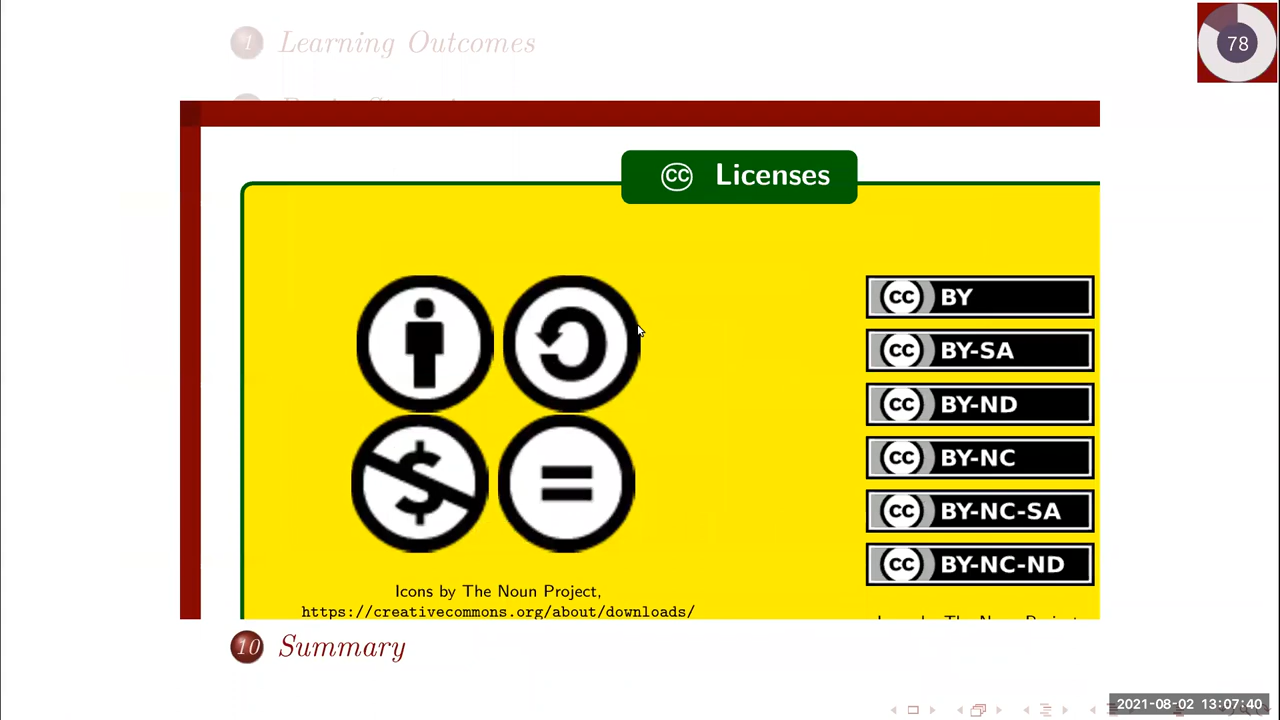 1 Learning Outcomes
78
CC Licenses
CC BY
CC BY-SA
CC BY-ND
CC BY-NC
CC BY-NC-SA
CC BY-NC-ND
$
=
Icons by The Noun Project,
https://creativecommons.org/about/downloads/
10 Summary
2021-08-02 13:07:40